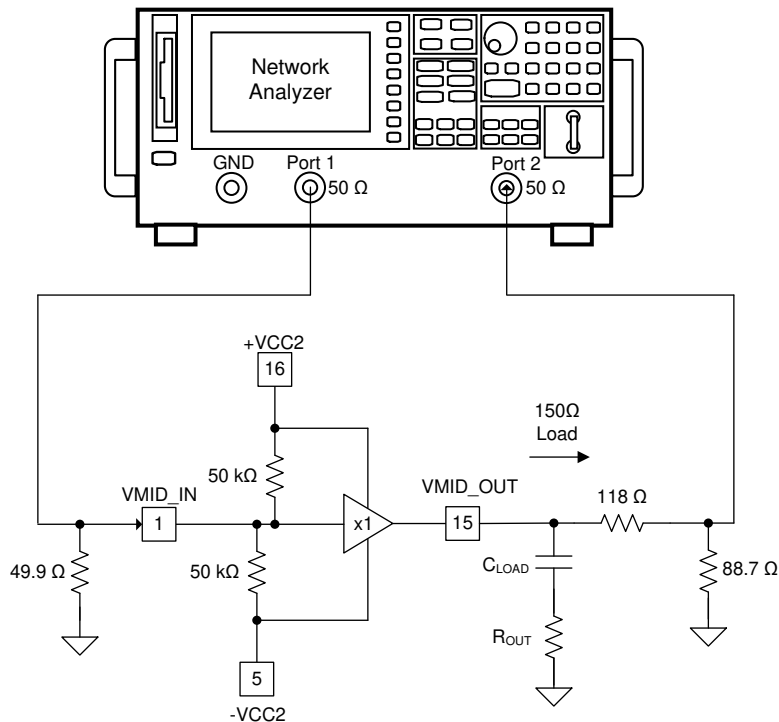 Network
Analyzer
GND
Port 1
50 Ω
Port 2
50 Ω
+VCC2
16
150Ω
Load
50 kΩ
VMID_IN
1
VMID_OUT
118 Ω
x1
15
49.9 Ω
50 kΩ
CLOAD
88.7 Ω
ROUT
5
-VCC2